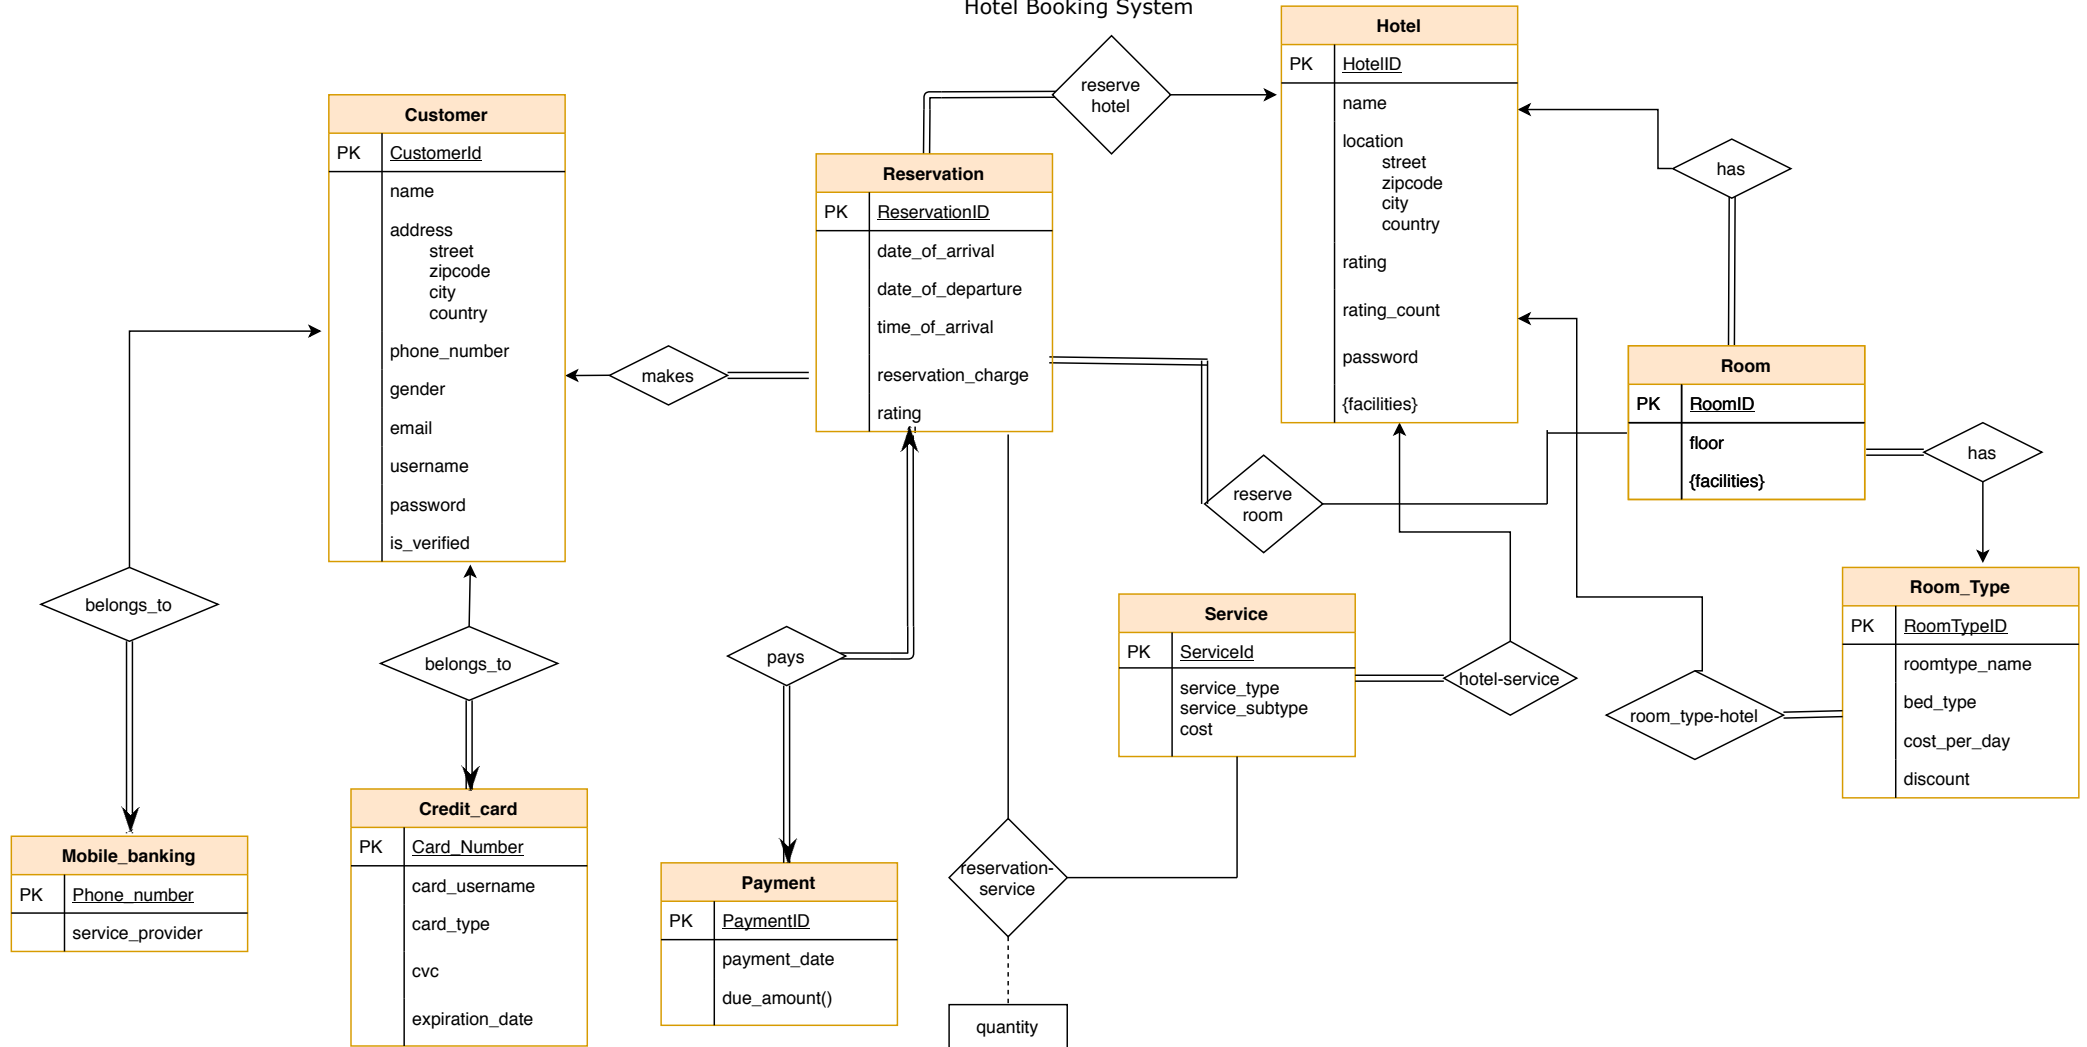 Hotel Booking System
Hotel
PK HotelID
name
location
street
zipcode
city
country
rating
rating_count
password
{facilities}
reserve
hotel
has
Customer
PK CustomerId
name
address
street
zipcode
city
country
phone_number
gender
email
username
password
is_verified
Reservation
PK ReservationID
date_of_arrival
date_of_departure
time_of_arrival
reservation_charge
rating
makes
Room
PK RoomID
floor
{facilities}
has
reserve
room
belongs_to
belongs_to
pays
Service
PK ServiceId
service_type
service_subtype
cost
hotel-service
room_type-hotel
Room_Type
PK RoomTypeID
roomtype_name
bed_type
cost_per_day
discount
Mobile_banking
PK Phone_number
service_provider
Credit_card
PK Card_Number
card_username
card_type
cvc
expiration_date
Payment
PK PaymentID
payment_date
due_amount()
reservation-
service
quantity